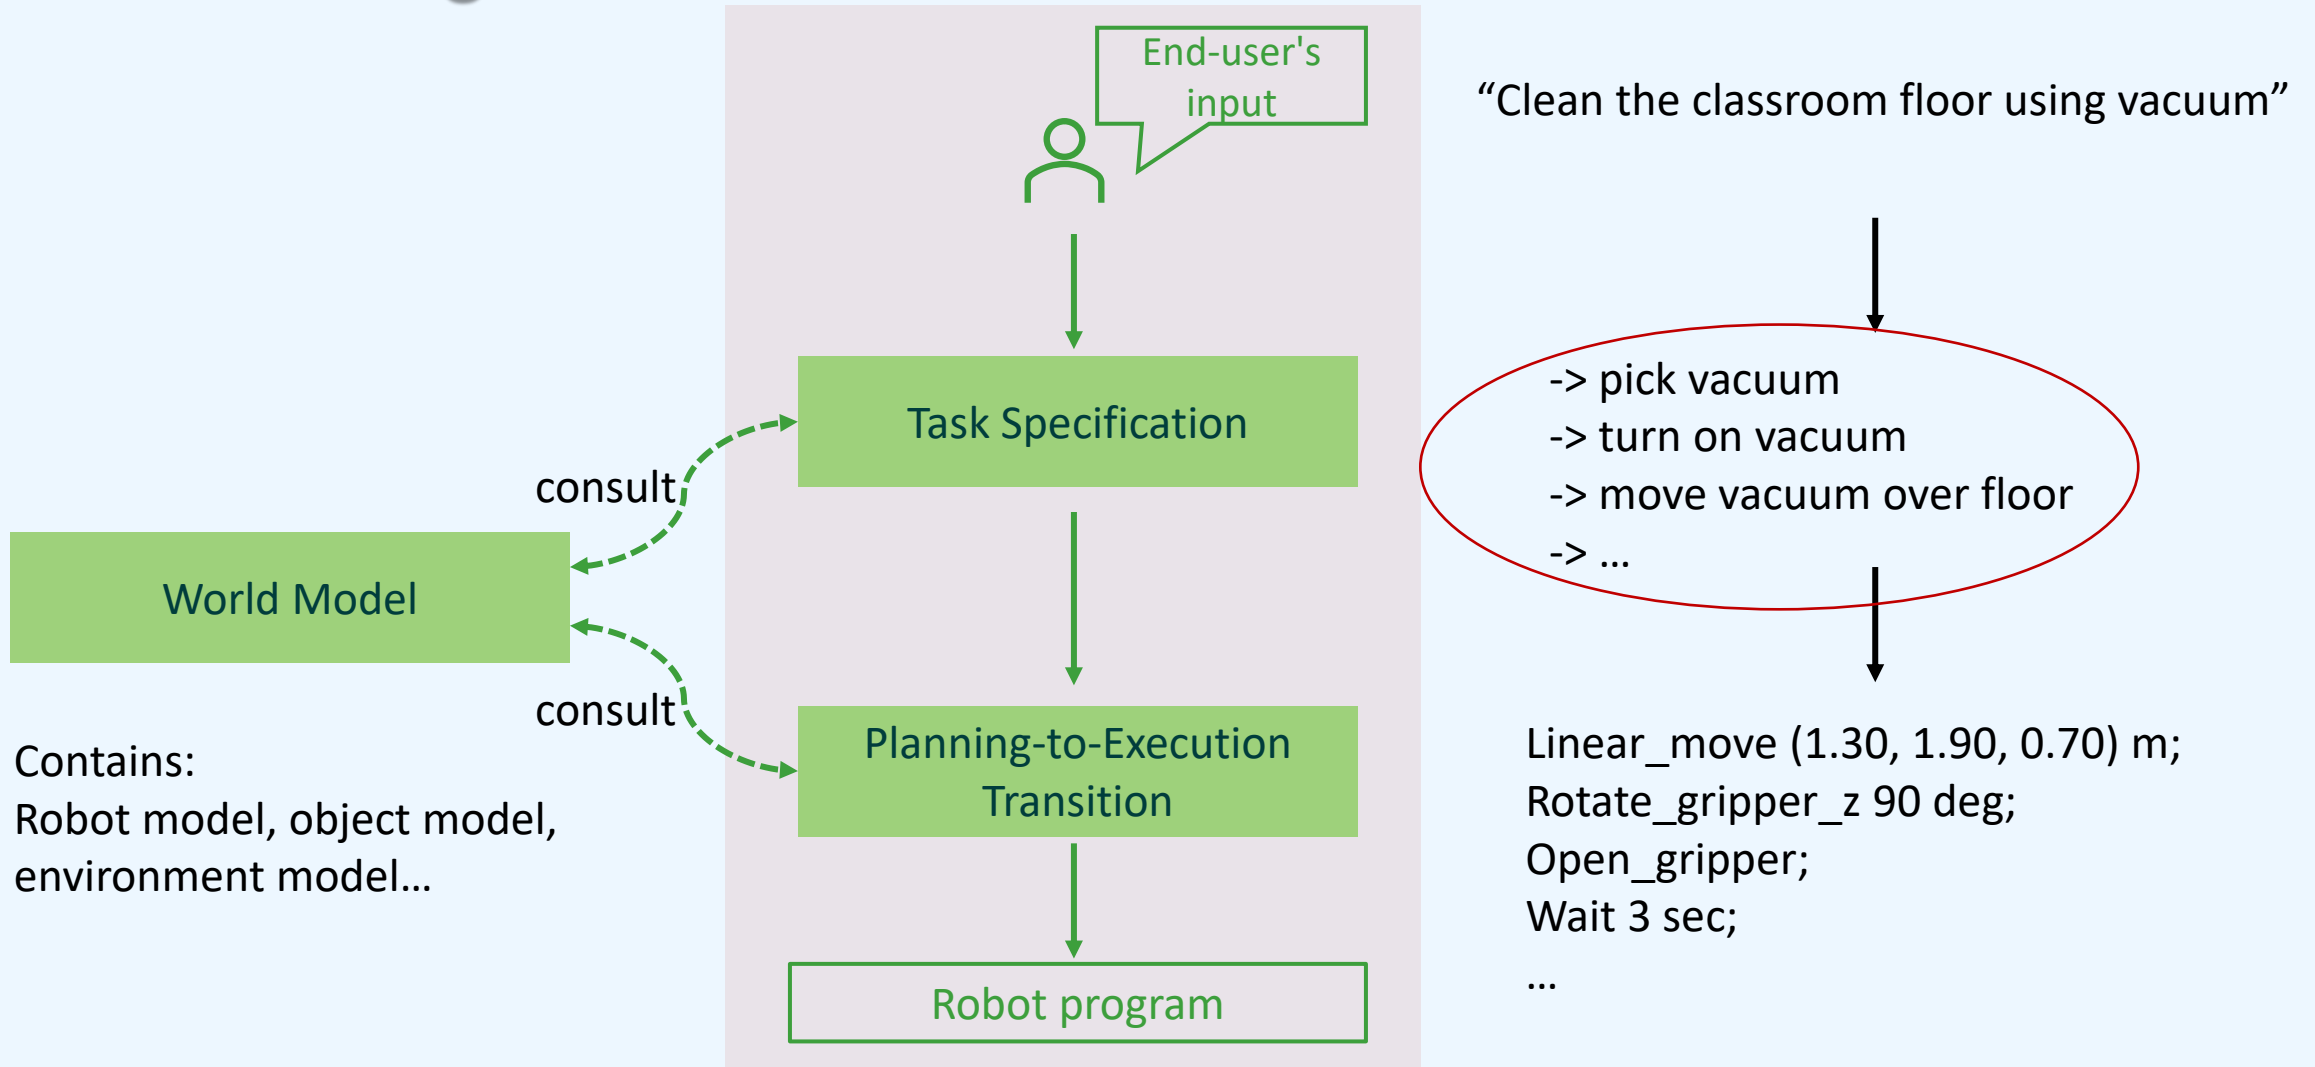 End-user's
input
“Clean the classroom floor using vacuum”
Task Specification
-> pick vacuum
-> turn on vacuum
-> move vacuum over floor
-> ...
consult
World Model
consult
Contains:
Robot model, object model,
environment model...
Planning-to-Execution
Transition
Linear_move (1.30, 1.90, 0.70) m;
Rotate_gripper_z 90 deg;
Open_gripper;
Wait 3 sec;
...
Robot program